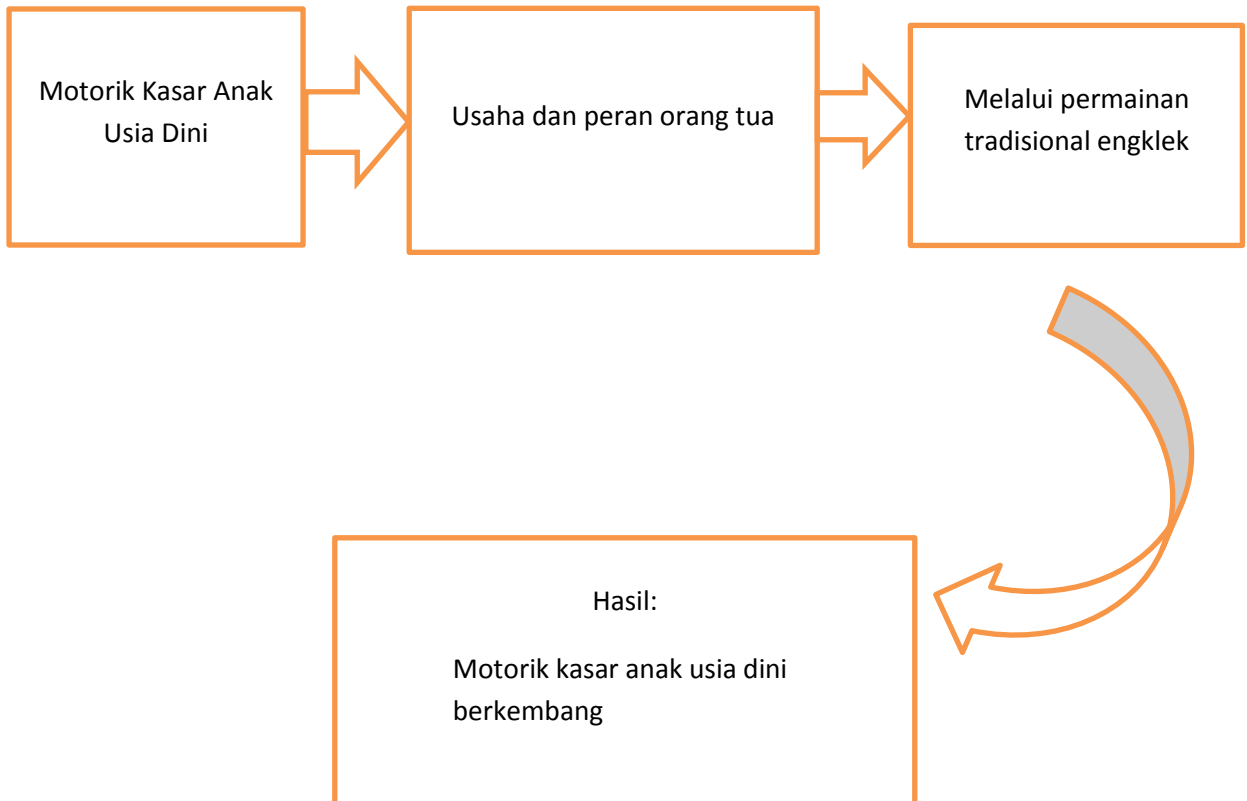 Motorik Kasar Anak
Usia Dini
Usaha dan peran orang tua
Melalui permainan
tradisional engklek
Hasil:
Motorik kasar anak usia dini
berkembang